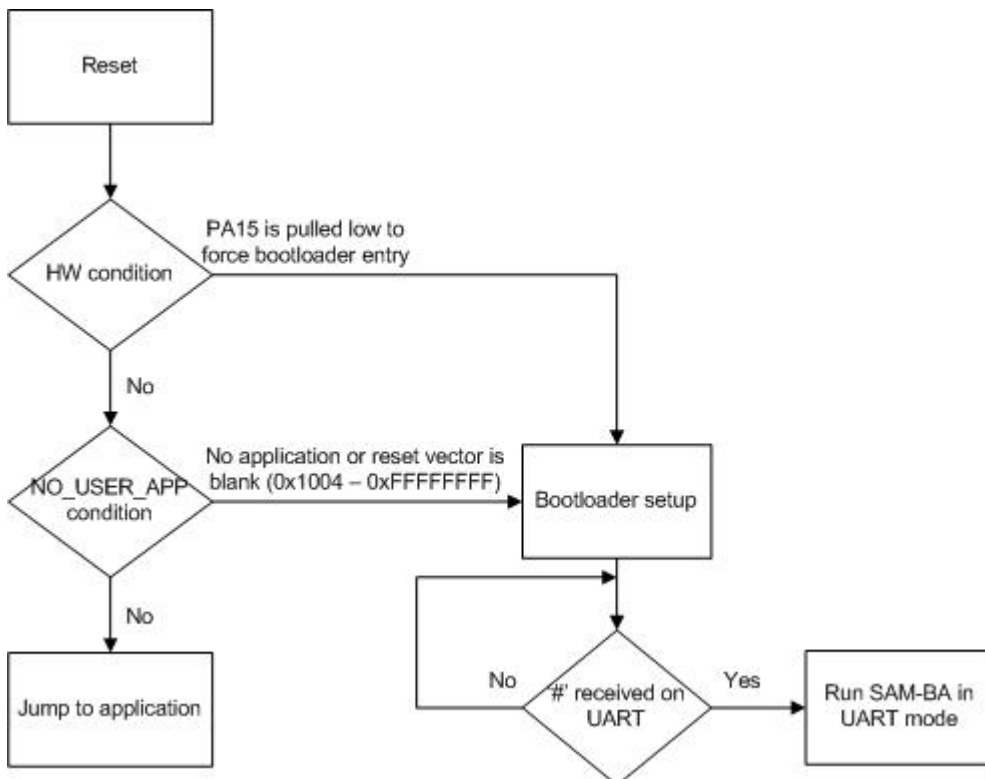 Reset
PA15 is pulled low to
force bootloader entry
HW condition
No
No application or reset vector is
blank (0x1004 – 0xFFFFFFFF)
NO_USER_APP
condition
Bootloader setup
No
Jump to application
No
'#' received on
UART
Yes
Run SAM-BA in
UART mode